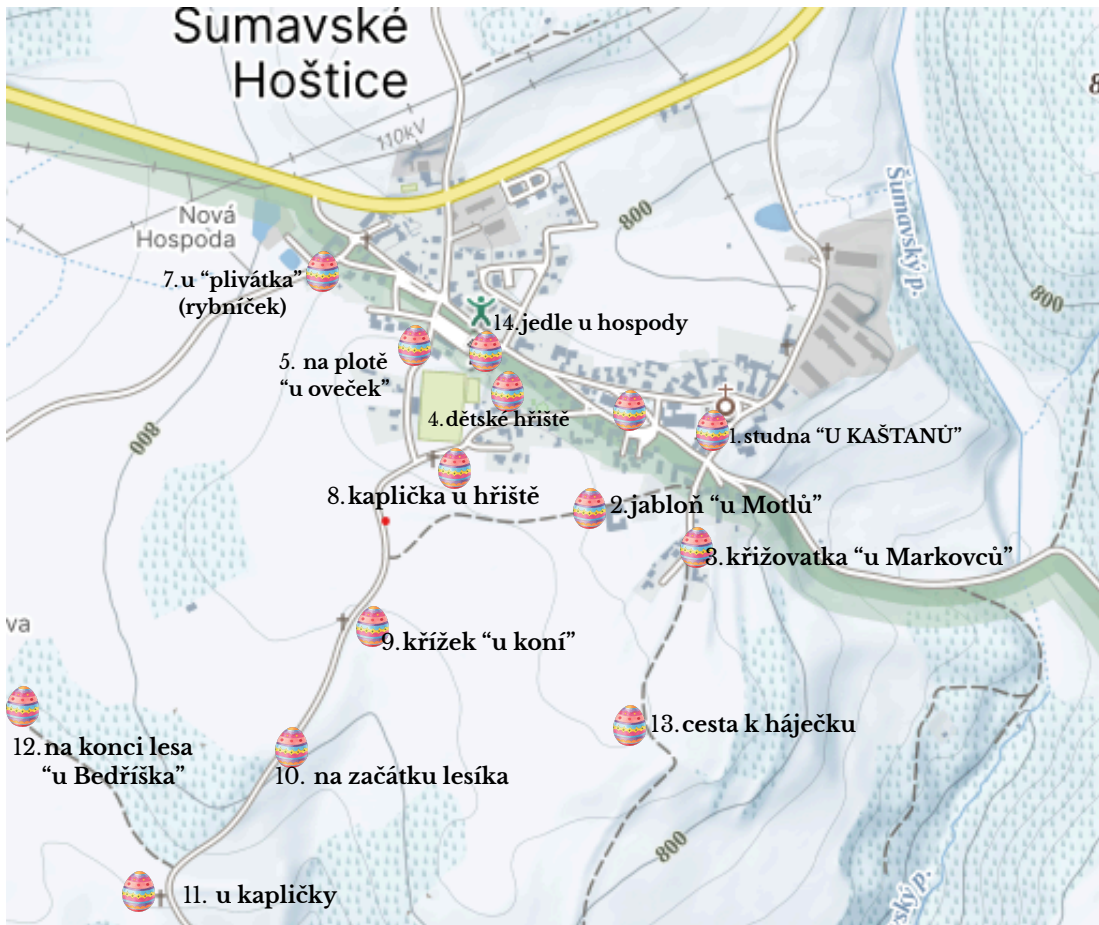 Šumavské
Hoštice
110kV
8
Nová
Hospoda
800
Šumavský p.
7. u “plivátka”
(rybníček)
800
14. jedle u hospody
5. na plotě
“u oveček”
4. dětské hřiště
1. studna “U KAŠTANŮ”
800
8. kaplička u hřiště
2. jabloň “u Motlů”
3. křižovatka “u Markovců”
va
9. křížek “u koní”
13. cesta k háječku
12. na konci lesa
“u Bedříška”
10. na začátku lesíka
800
11. u kapličky
ský p.